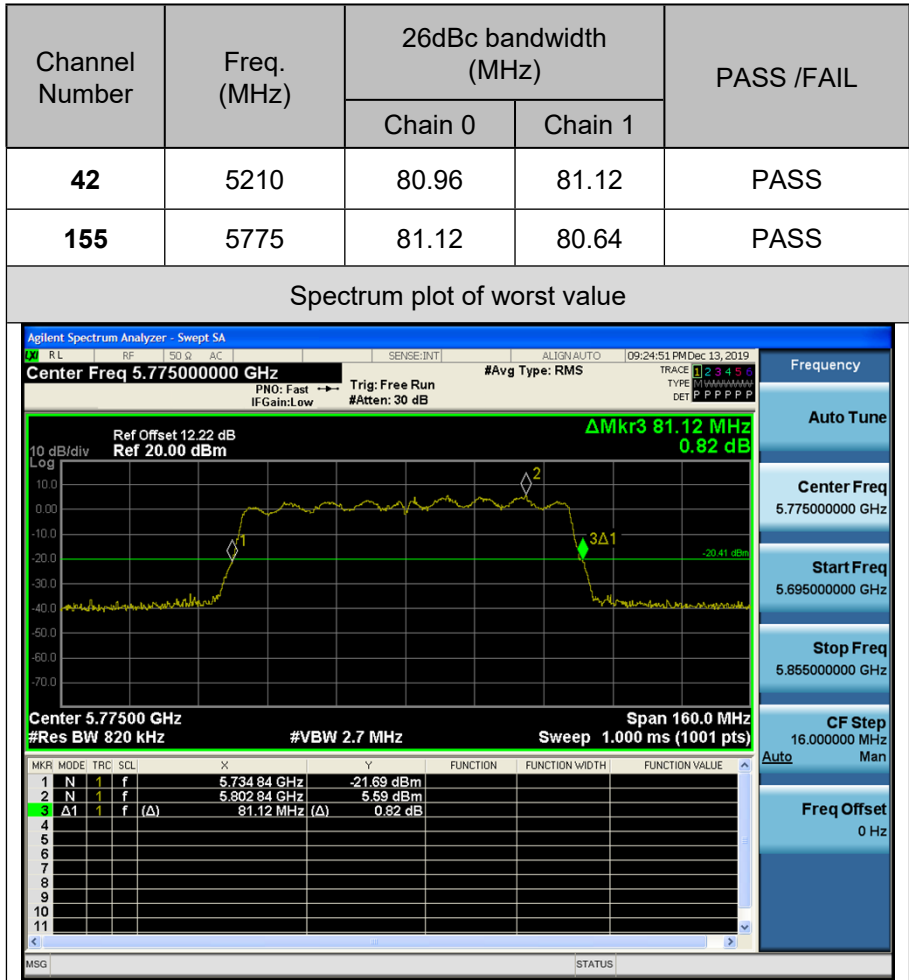 Channel Number Freq. (MHz) 26dBc bandwidth (MHz) PASS /FAIL
Chain 0 Chain 1
42 5210 80.96 81.12 PASS
155 5775 81.12 80.64 PASS
Spectrum plot of worst value
Agilent Spectrum Analyzer - Swept SA
LXI RL RF 50 Ω AC SENSE:INT ALIGNAUTO 09:24:51 PM Dec 13, 2019
Center Freq 5.775000000 GHz #Avg Type: RMS TRACE 1 2 3 4 5 6
PNO: Fast Trig: Free Run TYPE M WWWWW
IFGain:Low #Atten: 30 dB DET P P P P P P
Ref Offset 12.22 dB ΔMkr3 81.12 MHz
10 dB/div Ref 20.00 dBm 0.82 dB
Log
10.0
0.00
-10.0
-20.0
-30.0
-40.0
-50.0
-60.0
-70.0
1
2
3Δ1
-20.41 dBm
Center 5.77500 GHz Span 160.0 MHz
#Res BW 820 kHz #VBW 2.7 MHz Sweep 1.000 ms (1001 pts)
MKR MODE TRC SCL X Y FUNCTION FUNCTION WIDTH FUNCTION VALUE
1 N 1 f 5.734 84 GHz -21.69 dBm
2 N 1 f 5.802 84 GHz 5.59 dBm
3 Δ1 1 f (Δ) 81.12 MHz (Δ) 0.82 dB
4
5
6
7
8
9
10
11
MSG STATUS
Frequency
Auto Tune
Center Freq
5.775000000 GHz
Start Freq
5.695000000 GHz
Stop Freq
5.855000000 GHz
CF Step
16.000000 MHz
Auto Man
Freq Offset
0 Hz